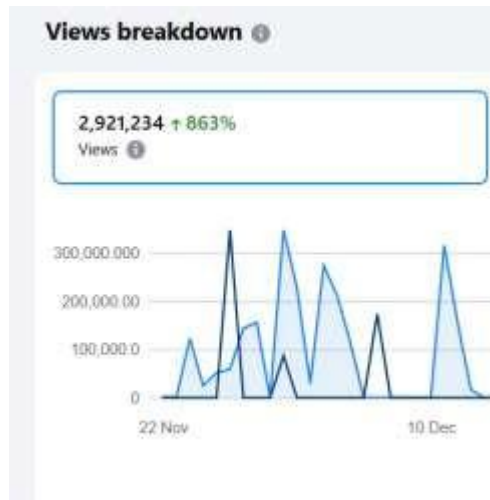 Views breakdown
2,921,234 ↑ 863%
Views
300,000.000
200,000.00
100,000.0
0
22 Nov
10 Dec